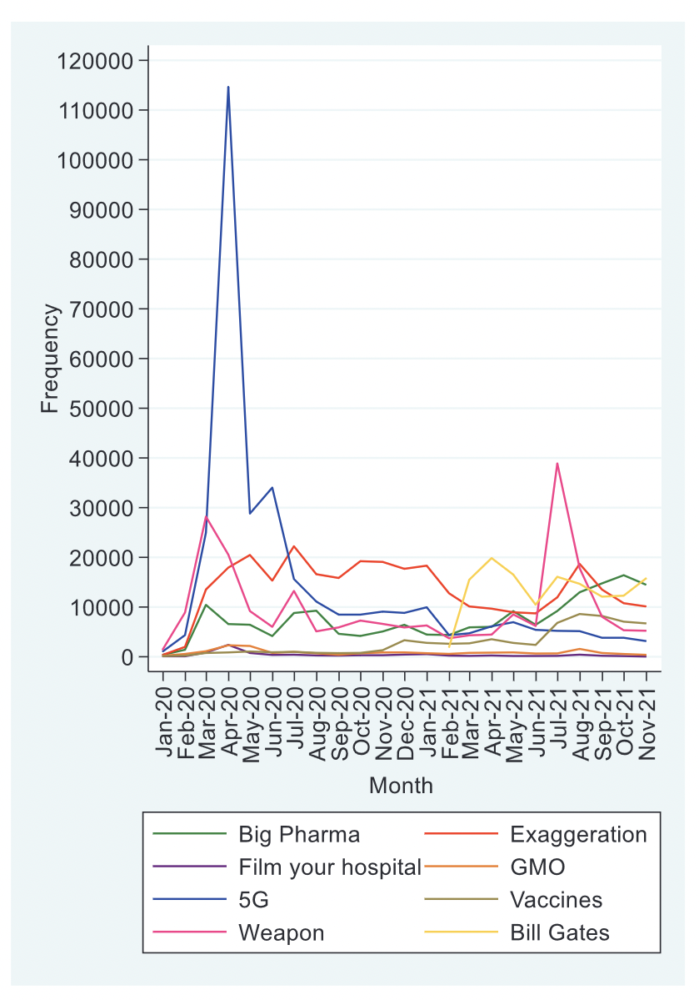 120000
110000
100000
90000
80000
70000
60000
50000
40000
30000
20000
10000
0
Frequency
Jan-20
Feb-20
Mar-20
Apr-20
May-20
Jun-20
Jul-20
Aug-20
Sep-20
Oct-20
Nov-20
Dec-20
Jan-21
Feb-21
Mar-21
Apr-21
May-21
Jun-21
Jul-21
Aug-21
Sep-21
Oct-21
Nov-21
Month
Big Pharma
Exaggeration
Film your hospital
GMO
5G
Vaccines
Weapon
Bill Gates